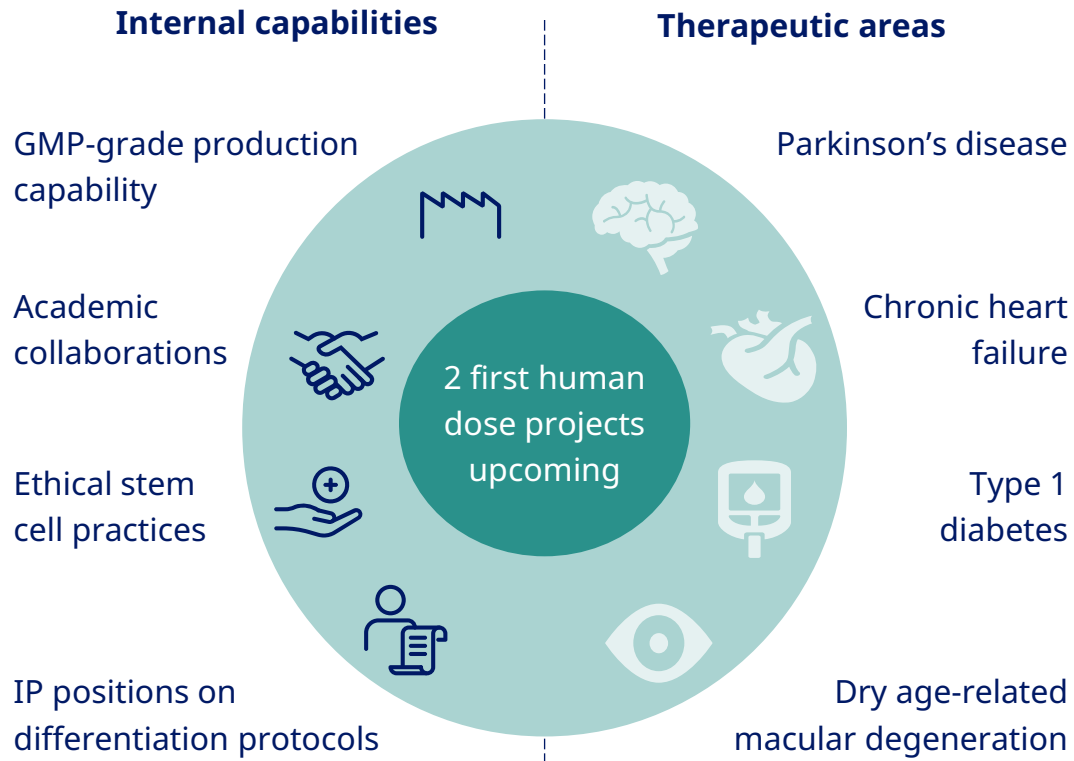 Internal capabilities
Therapeutic areas
GMP-grade production
capability
Academic
collaborations
Ethical stem
cell practices
IP positions on
differentiation protocols
2 first human
dose projects
upcoming
Parkinson’s disease
Chronic heart
failure
Type 1
diabetes
Dry age-related
macular degeneration